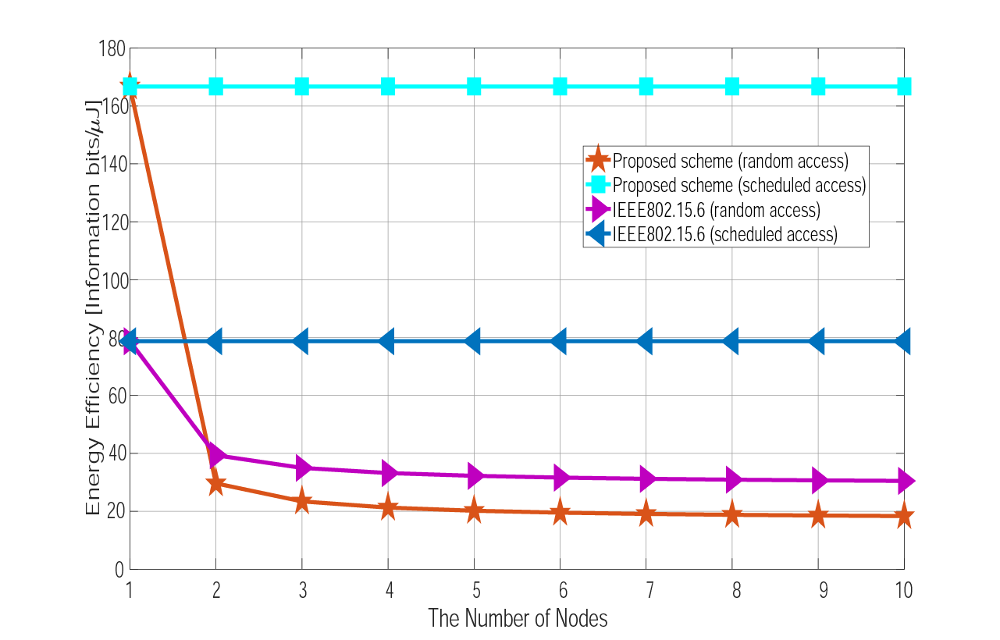 Energy Efficiency [Information bits/μJ]
180
160
140
120
100
80
60
40
20
0
Proposed scheme (random access)
Proposed scheme (scheduled access)
IEEE802.15.6 (random access)
IEEE802.15.6 (scheduled access)
1 2 3 4 5 6 7 8 9 10
The Number of Nodes